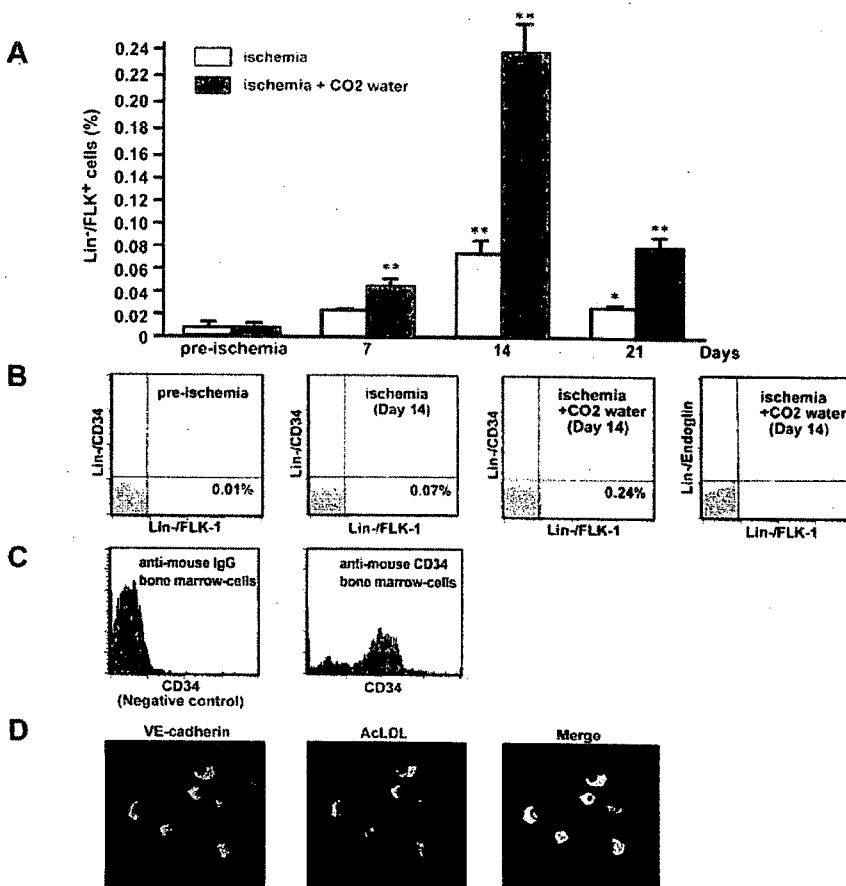 A
Lin-/FLK+ cells (%)
0.24
0.22
0.20
0.18
0.16
0.14
0.12
0.10
0.08
0.06
0.04
0.02
0
ischemia
ischemia + CO2 water
**
**
**
*
**
pre-ischemia 7 14 21 Days
B
Lin-/CD34
pre-ischemia
0.01%
Lin-/FLK-1
Lin-/CD34
ischemia
(Day 14)
0.07%
Lin-/FLK-1
Lin-/CD34
ischemia
+CO2 water
(Day 14)
0.24%
Lin-/FLK-1
Lin-/Endoglin
ischemia
+CO2 water
(Day 14)
Lin-/FLK-1
C
anti-mouse IgG
bone marrow-cells
CD34
(Negative control)
anti-mouse CD34
bone marrow-cells
CD34
D
VE-cadherin AcLDL Merge